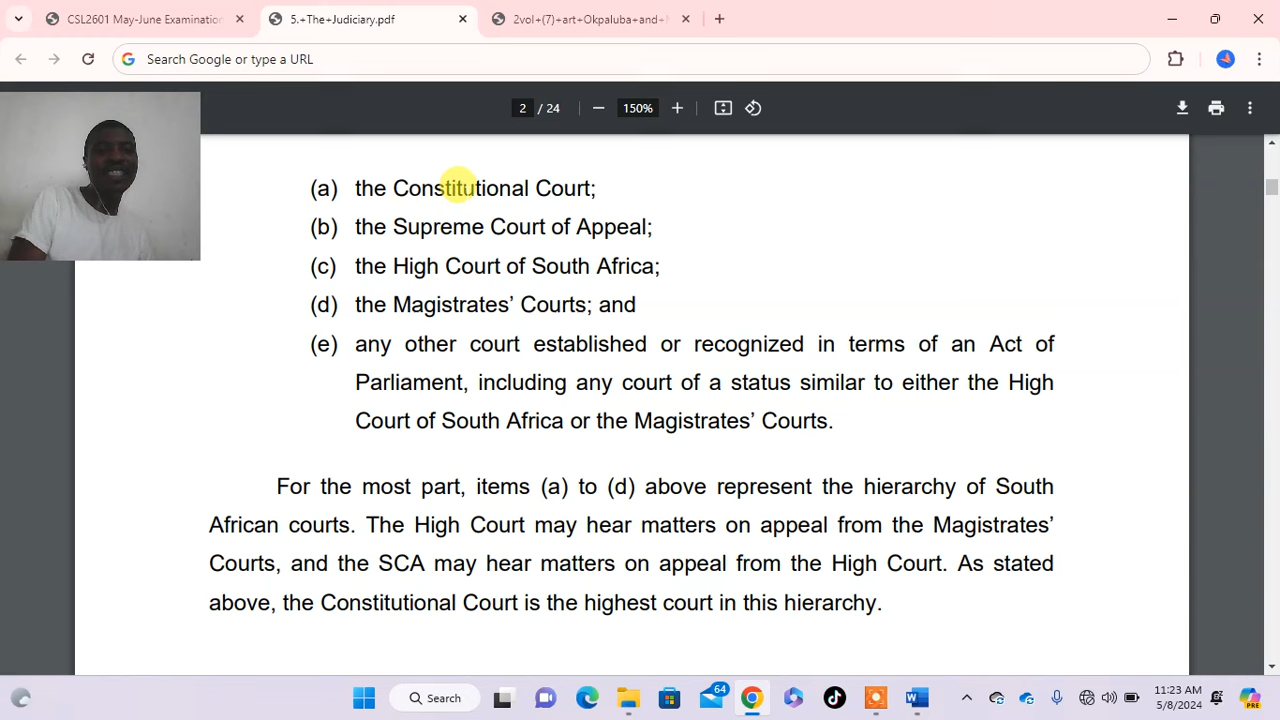 CSL2601 May-June Examination
5.+The+Judiciary.pdf
2vol+(7)+art+Okpaluba+and+
Search Google or type a URL
2 / 24
150%
(a) the Constitutional Court;
(b) the Supreme Court of Appeal;
(c) the High Court of South Africa;
(d) the Magistrates’ Courts; and
(e) any other court established or recognized in terms of an Act of
Parliament, including any court of a status similar to either the High
Court of South Africa or the Magistrates’ Courts.
For the most part, items (a) to (d) above represent the hierarchy of South
African courts. The High Court may hear matters on appeal from the Magistrates’
Courts, and the SCA may hear matters on appeal from the High Court. As stated
above, the Constitutional Court is the highest court in this hierarchy.
Search
64
11:23 AM
5/8/2024
PRE